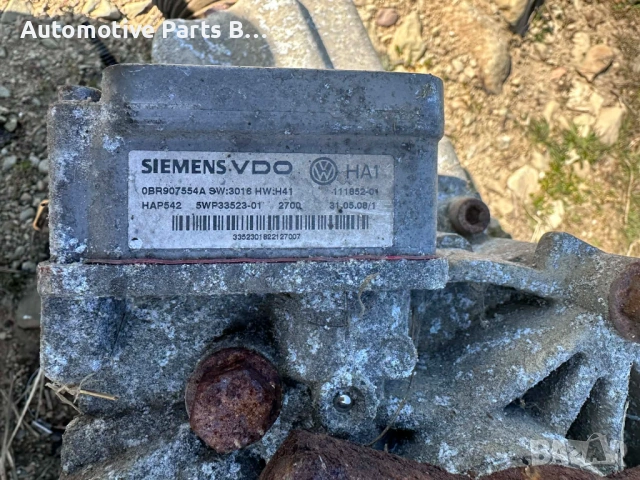 Automotive Parts B...
SIEMENS VDO HA1
0BR907554A SW:3016 HW:H41 111852-01
HAP542 5WP33523-01 2700 31.05.08/1
3352301822127007
BAZAR